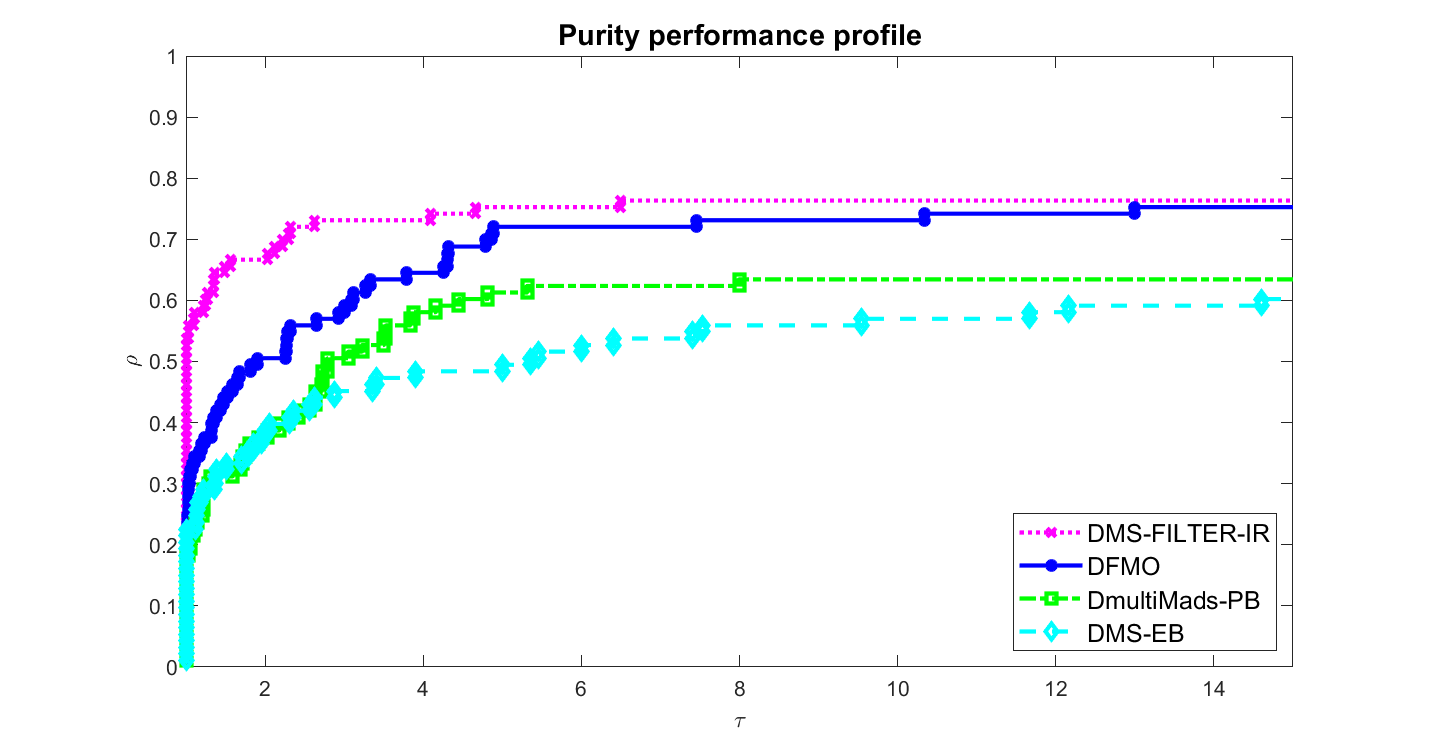 Purity performance profile
1
0.9
0.8
0.7
0.6
0.5
0.4
0.3
0.2
0.1
0
ρ
2 4 6 8 10 12 14
τ
DMS-FILTER-IR
DFMO
DmultiMads-PB
DMS-EB